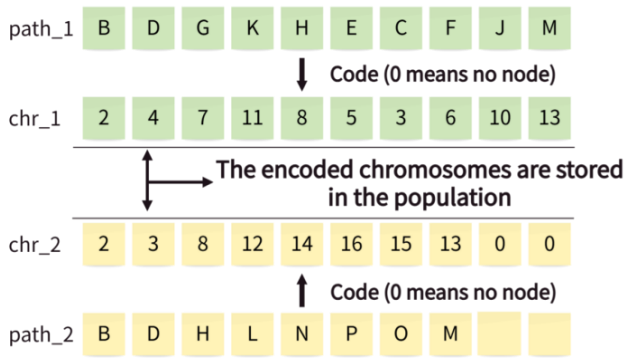 path_1 B D G K H E C F J M
Code (0 means no node)
chr_1 2 4 7 11 8 5 3 6 10 13
The encoded chromosomes are stored
in the population
chr_2 2 3 8 12 14 16 15 13 0 0
Code (0 means no node)
path_2 B D H L N P O M